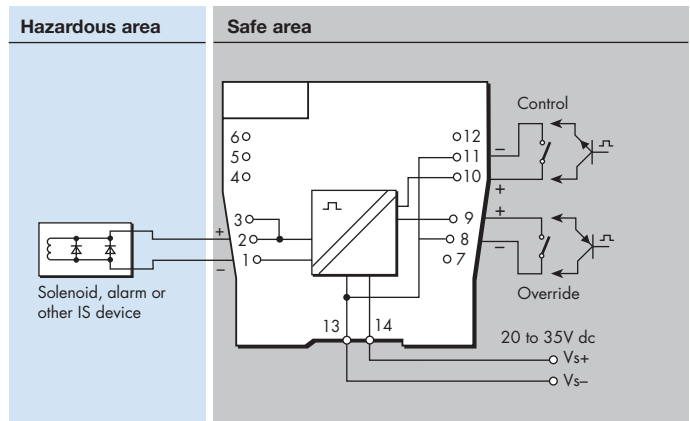 Hazardous area
Safe area
Control
6
5
4
12
11
10
–
+
3
2
1
+
–
9
8
7
+
–
Override
Solenoid, alarm or
other IS device
13
14
20 to 35V dc
Vs+
Vs–